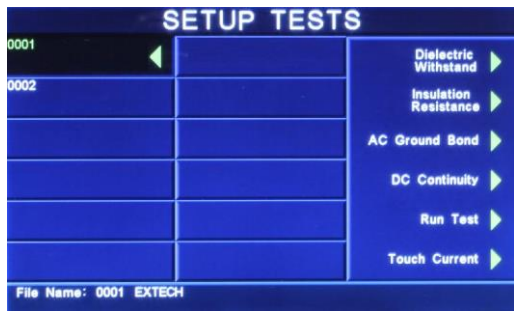 SETUP TESTS
0001
0002
Dielectric
Withstand
Insulation
Resistance
AC Ground Bond
DC Continuity
Run Test
Touch Current
File Name: 0001 EXTECH